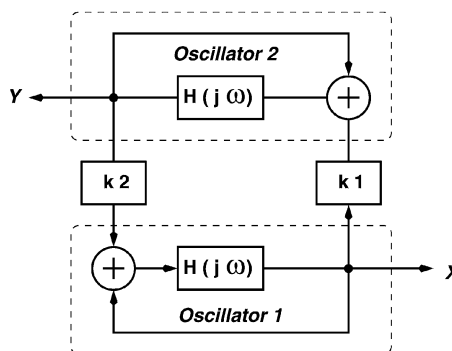 Oscillator 2
Y
H ( j ω)
+
k 2
k 1
+
H ( j ω)
X
Oscillator 1